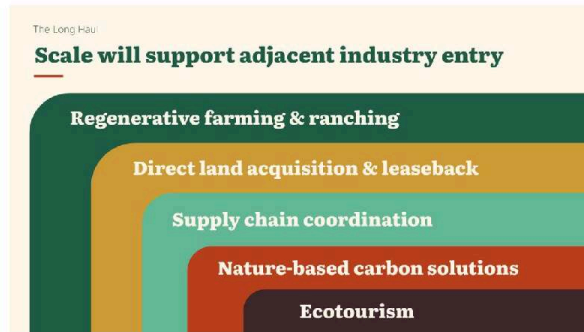 The Long Haul
Scale will support adjacent industry entry
Regenerative farming & ranching
Direct land acquisition & leaseback
Supply chain coordination
Nature-based carbon solutions
Ecotourism